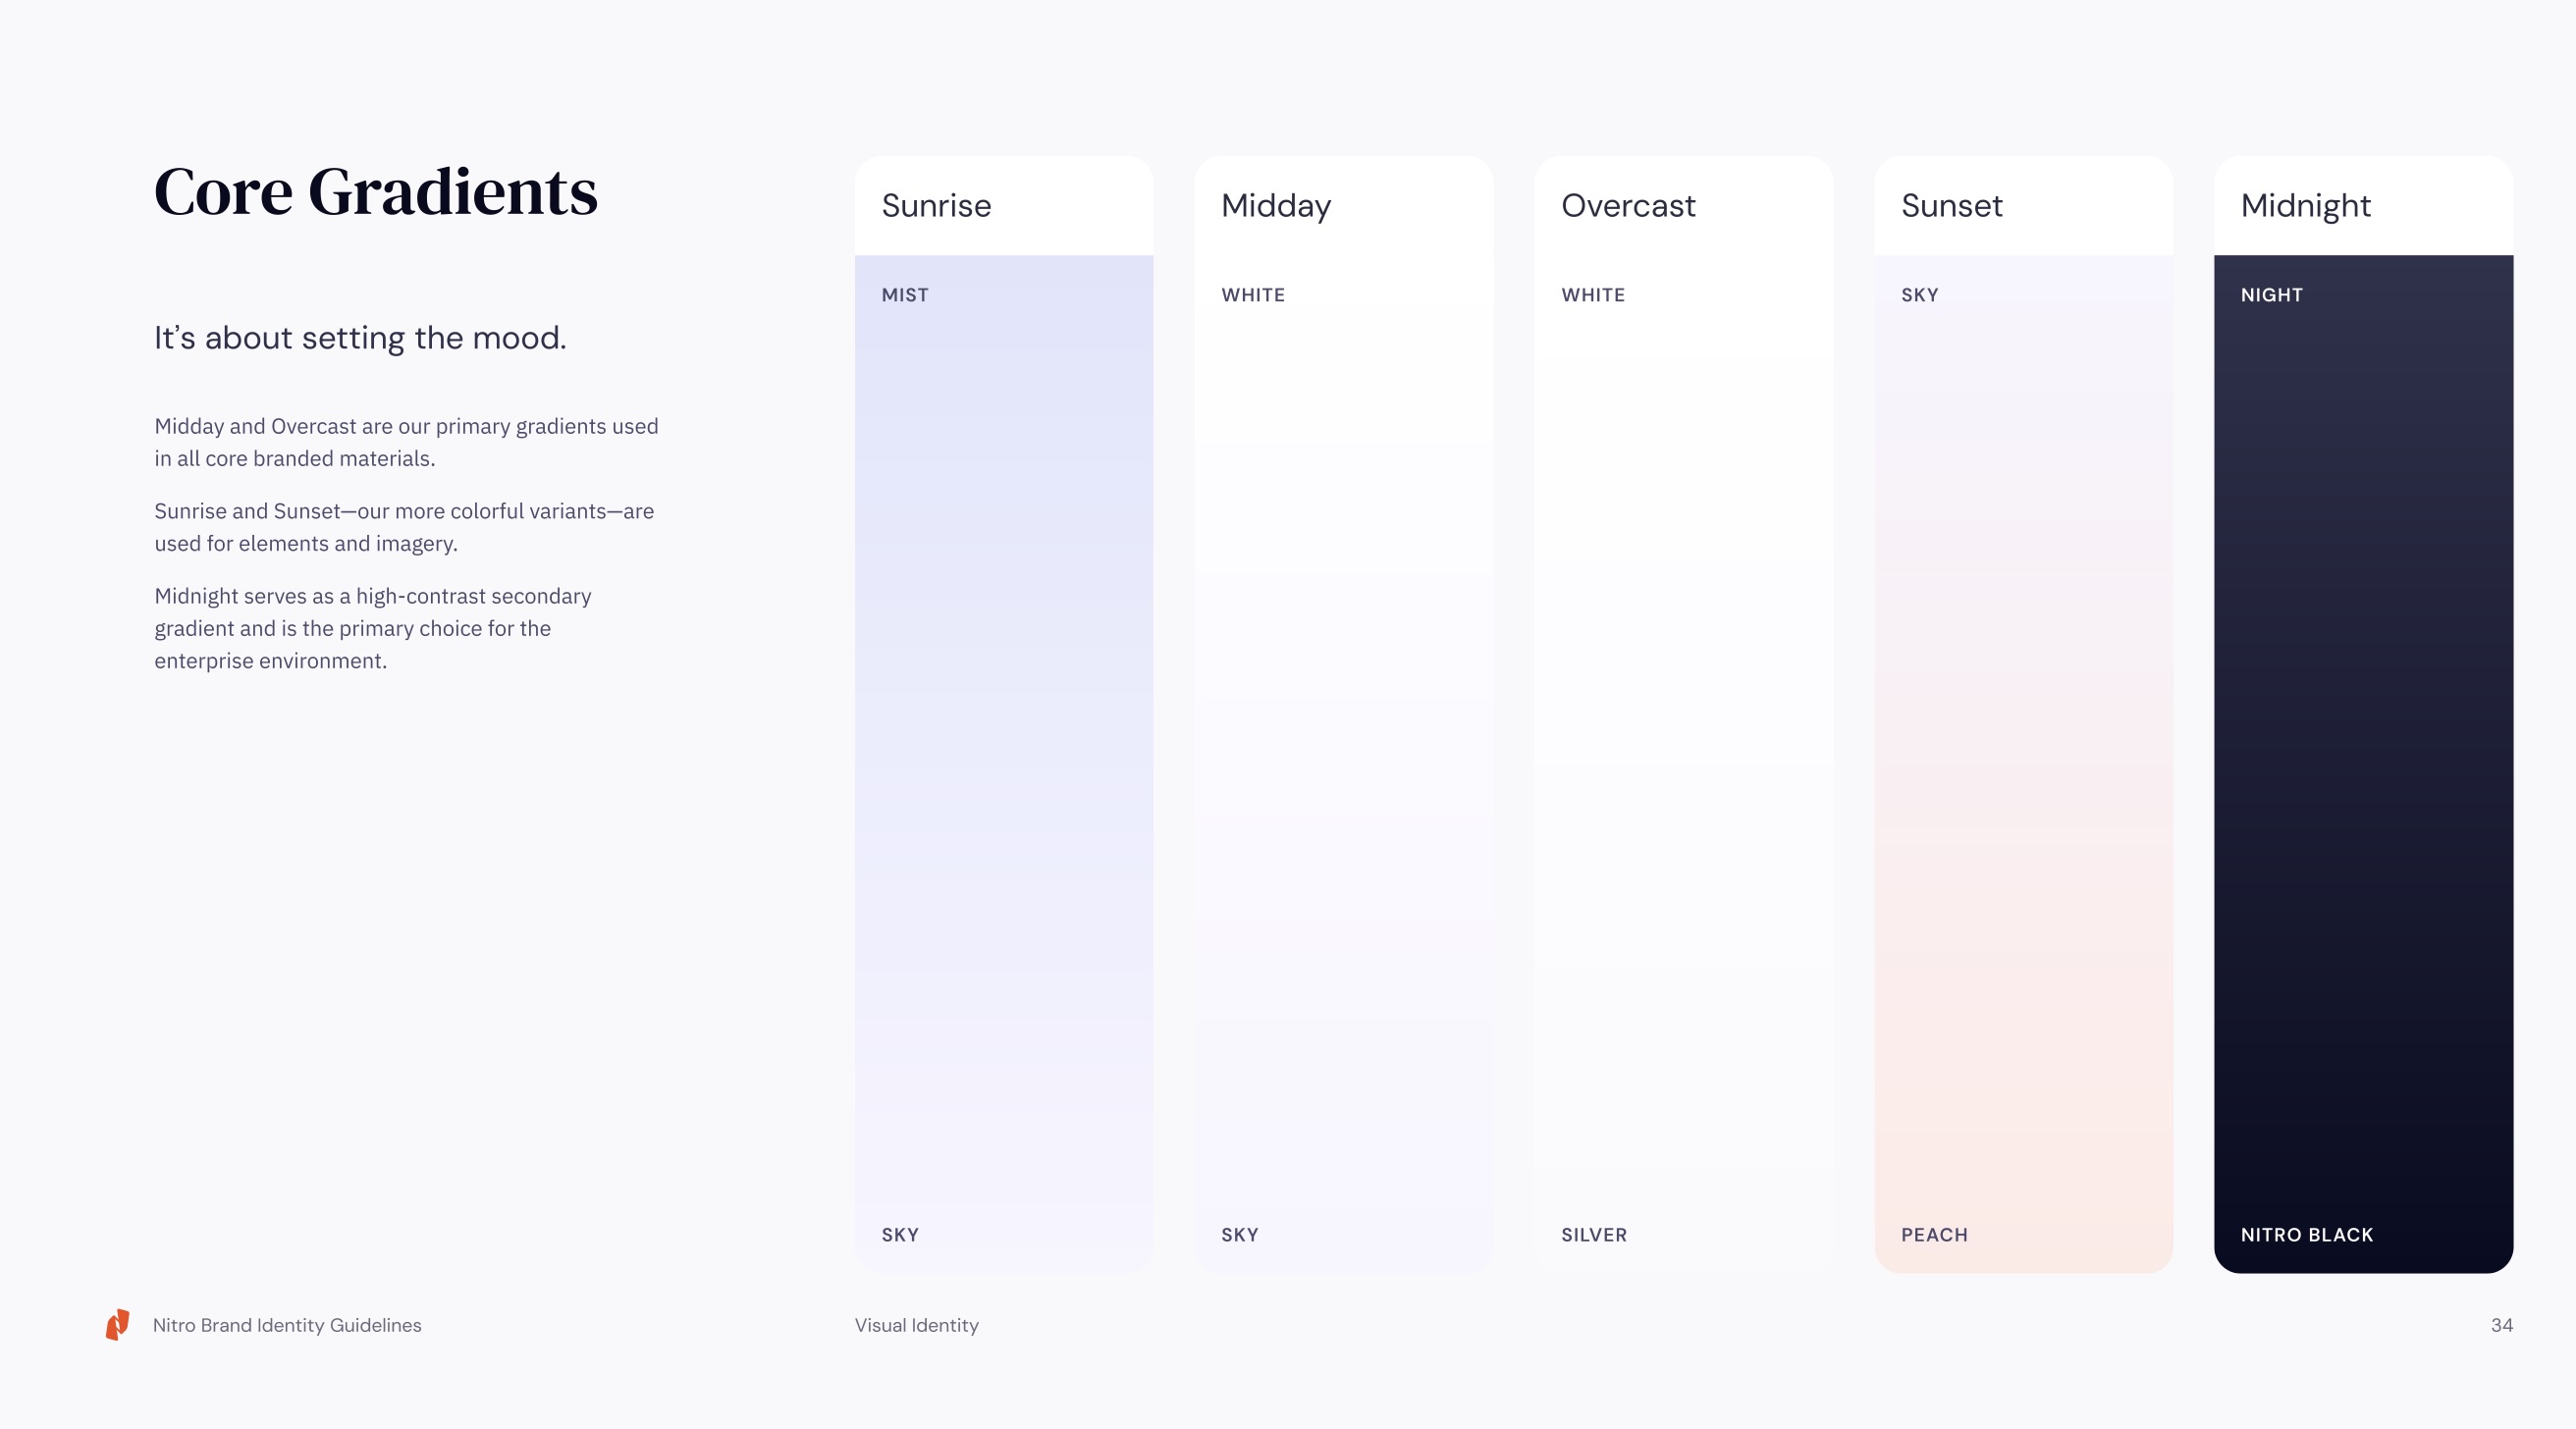 Core Gradients
It’s about setting the mood.
Midday and Overcast are our primary gradients used
in all core branded materials.
Sunrise and Sunset—our more colorful variants—are
used for elements and imagery.
Midnight serves as a high-contrast secondary
gradient and is the primary choice for the
enterprise environment.
Sunrise
MIST
SKY
Midday
WHITE
SKY
Overcast
WHITE
SILVER
Sunset
SKY
PEACH
Midnight
NIGHT
NITRO BLACK
Nitro Brand Identity Guidelines
Visual Identity
34